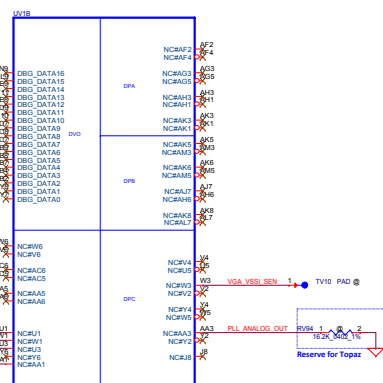 UV1B
DBG_DATA16
DBG_DATA15
DBG_DATA14
DBG_DATA13
DBG_DATA12
DBG_DATA11
DBG_DATA10
DBG_DATA9
DBG_DATA8
DBG_DATA7
DBG_DATA6
DBG_DATA5
DBG_DATA4
DBG_DATA3
DBG_DATA2
DBG_DATA1
DBG_DATA0
DVO
DPA
DPB
DPC
NC#W6
NC#V6
NC#AC6
NC#AC5
NC#AA5
NC#AA6
NC#U1
NC#W1
NC#U3
NC#Y6
NC#AA1
NC#AF2 AF2
NC#AF4 AF4
NC#AG3 AG3
NC#AG5 AG5
NC#AH3 AH3
NC#AH1 AH1
NC#AK3 AK3
NC#AK1 AK1
NC#AK5 AK5
NC#AM3 AM3
NC#AK6 AK6
NC#AM5 AM5
NC#AJ7 AJ7
NC#AH6 AH6
NC#AK8 AK8
NC#AL7 AL7
NC#V4 V4
NC#U5 U5
NC#W3 W3 VGA_VSSI_SEN 1 TV10 PAD @
NC#V2 V2
NC#Y4 Y4
NC#W5 W5
NC#AA3 AA3 PLL_ANALOG_OUT RV94 1 @ 2
NC#Y2 Y2 16.2K_0402_1%
NC#J8 J8
Reserve for Topaz